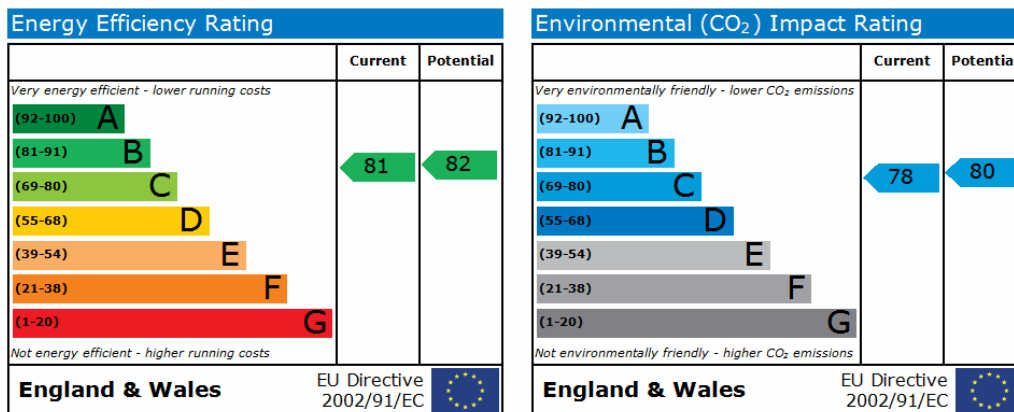 Energy Efficiency Rating
Current Potential
Very energy efficient - lower running costs
(92-100) A
(81-91) B
(69-80) C
(55-68) D
(39-54) E
(21-38) F
(1-20) G
81 82
Not energy efficient - higher running costs
England & Wales
EU Directive
2002/91/EC
Environmental (CO₂) Impact Rating
Current Potential
Very environmentally friendly - lower CO₂ emissions
(92-100) A
(81-91) B
(69-80) C
(55-68) D
(39-54) E
(21-38) F
(1-20) G
78 80
Not environmentally friendly - higher CO₂ emissions
England & Wales
EU Directive
2002/91/EC